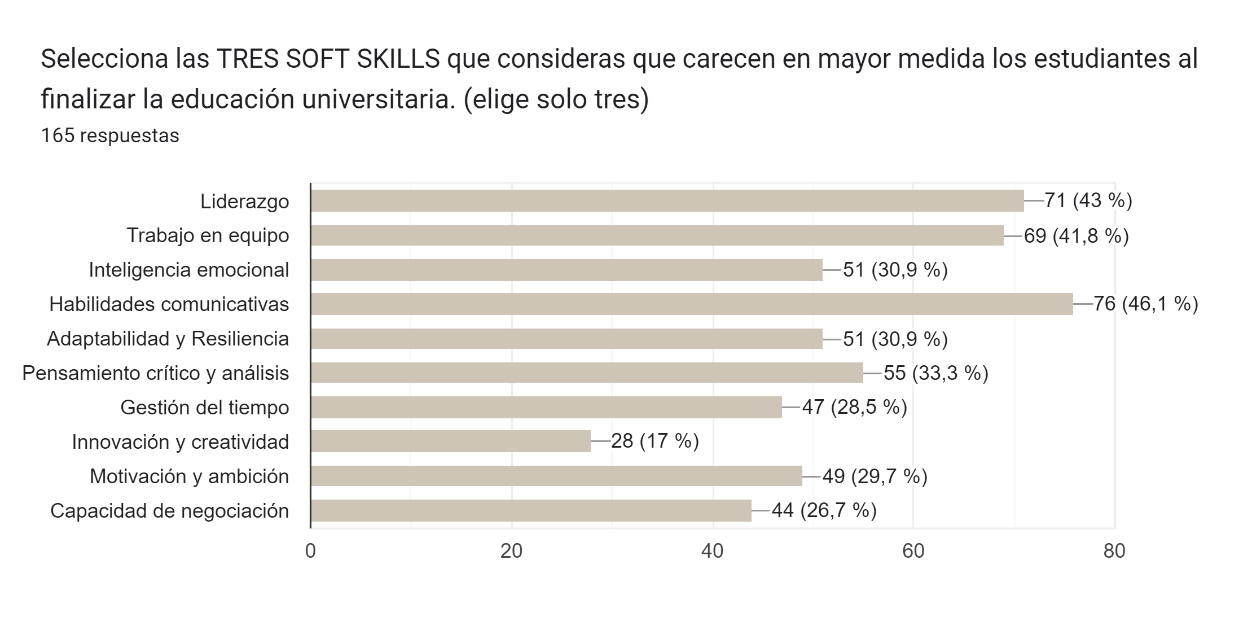 Selecciona las TRES SOFT SKILLS que consideras que carecen en mayor medida los estudiantes al
finalizar la educación universitaria. (elige solo tres)
165 respuestas
Liderazgo 71 (43 %)
Trabajo en equipo 69 (41,8 %)
Inteligencia emocional 51 (30,9 %)
Habilidades comunicativas 76 (46,1 %)
Adaptabilidad y Resiliencia 51 (30,9 %)
Pensamiento crítico y análisis 55 (33,3 %)
Gestión del tiempo 47 (28,5 %)
Innovación y creatividad 28 (17 %)
Motivación y ambición 49 (29,7 %)
Capacidad de negociación 44 (26,7 %)
0 20 40 60 80